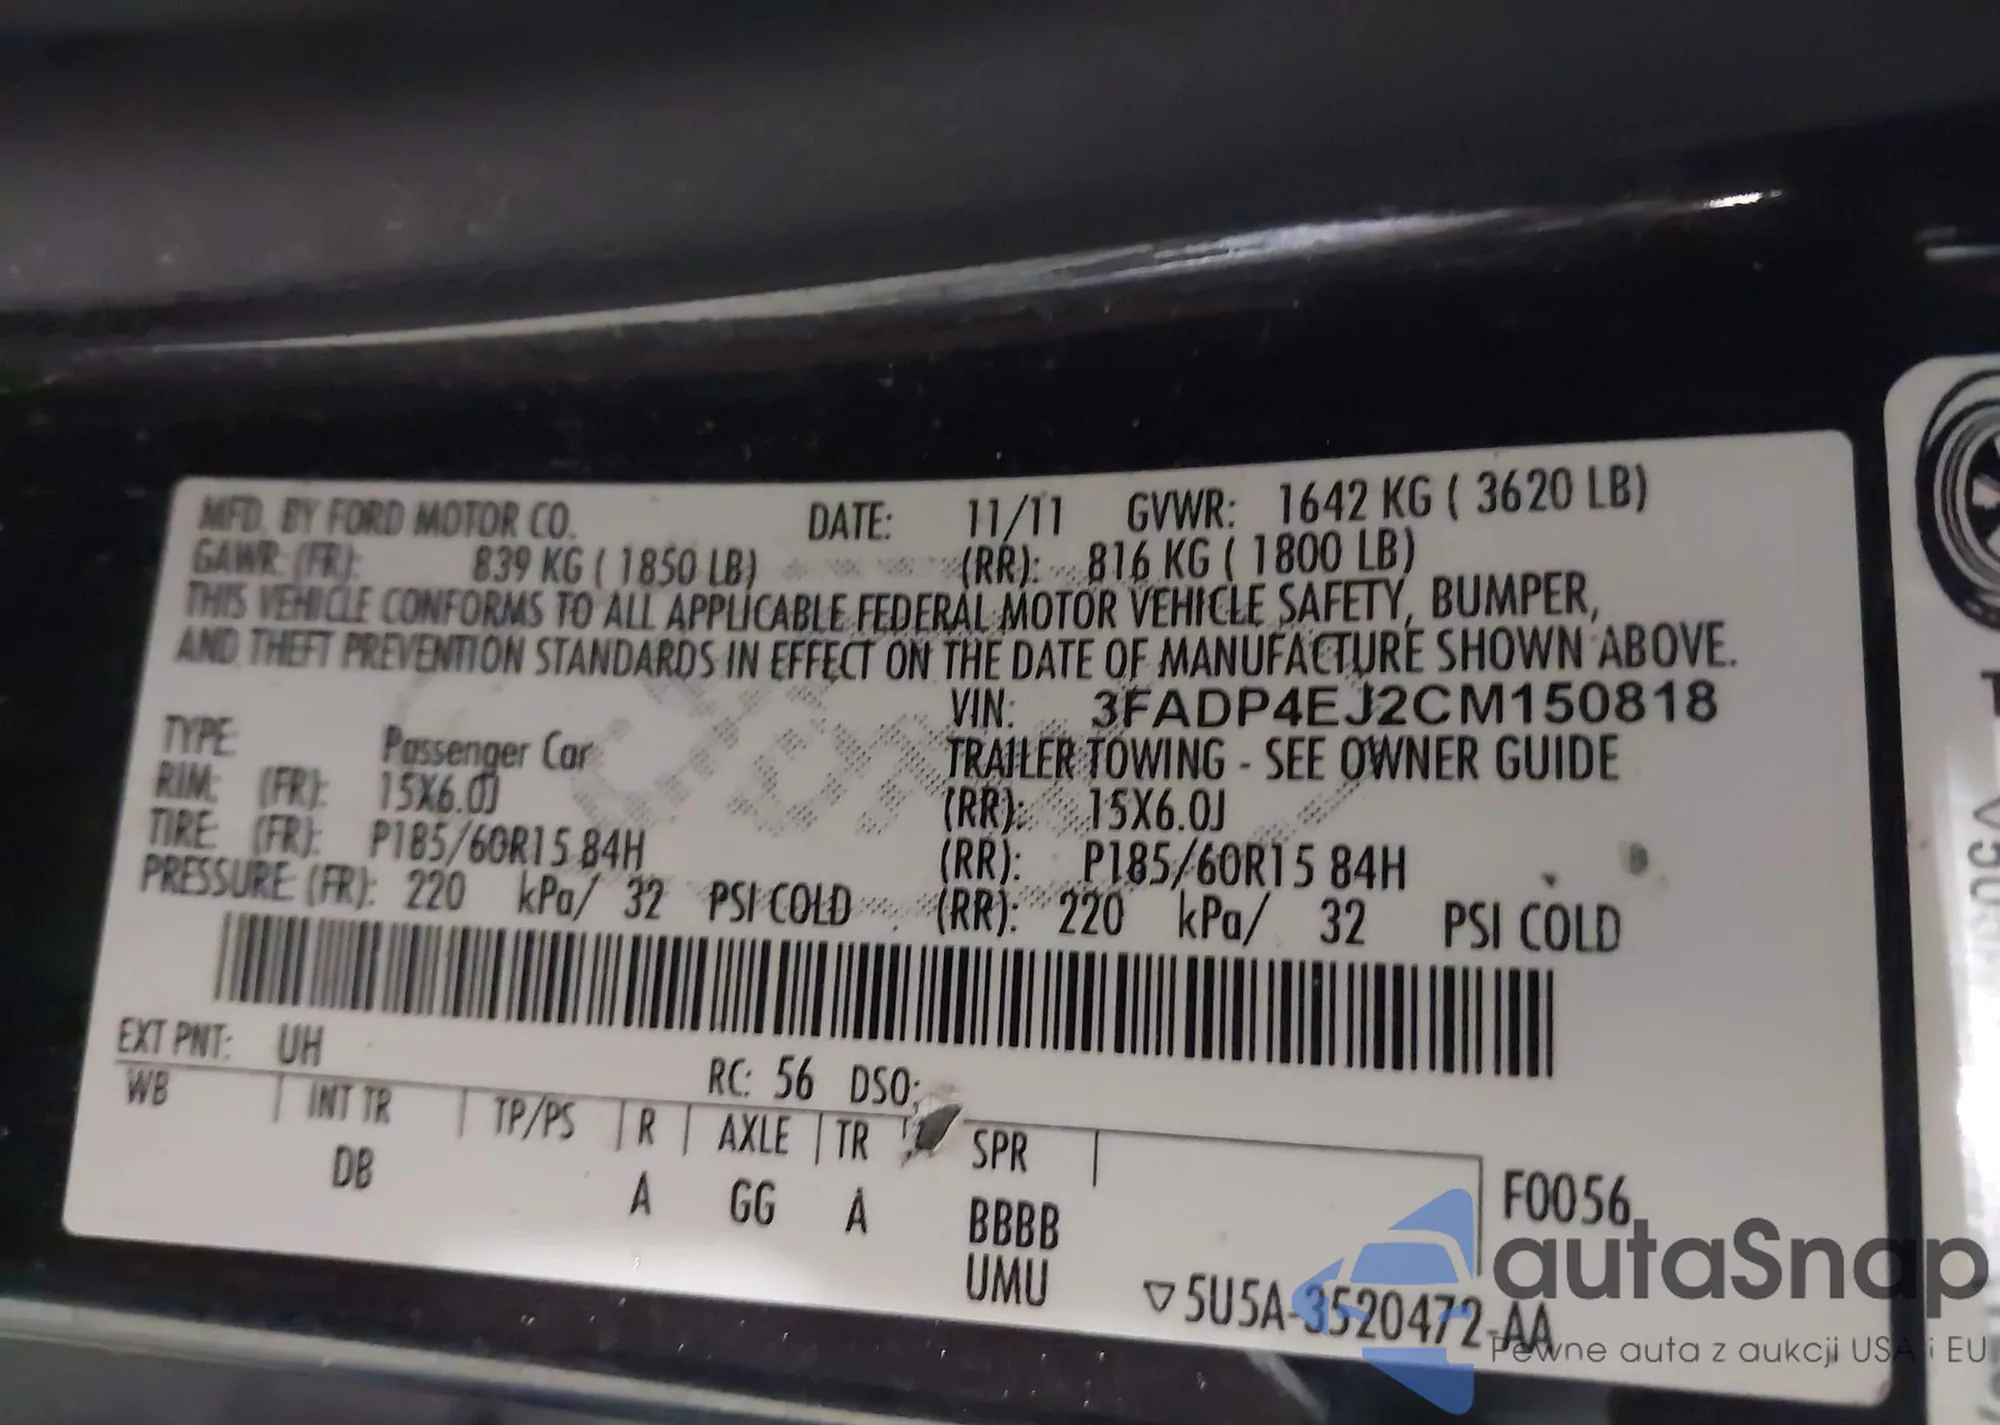 MFD. BY FORD MOTOR CO. DATE: 11/11 GVWR: 1642 KG ( 3620 LB)
GAWR: (FR): 839 KG ( 1850 LB) (RR): 816 KG ( 1800 LB)
THIS VEHICLE CONFORMS TO ALL APPLICABLE FEDERAL MOTOR VEHICLE SAFETY, BUMPER,
AND THEFT PREVENTION STANDARDS IN EFFECT ON THE DATE OF MANUFACTURE SHOWN ABOVE.
VIN: 3FADP4EJ2CM150818
TYPE: Passenger Car TRAILER TOWING - SEE OWNER GUIDE
RIM: (FR): 15X6.0J (RR): 15X6.0J
TIRE: (FR): P185/60R15 84H (RR): P185/60R15 84H
PRESSURE: (FR): 220 kPa/ 32 PSI COLD (RR): 220 kPa/ 32 PSI COLD
EXT PNT: UH RC: 56 DSO:
WB INT TR TP/PS R AXLE TR SPR
DB A GG A BBBB F0056
UMU ▽5U5A-3520472-AA
autaSnap
Pewne auta z aukcji USA i EU